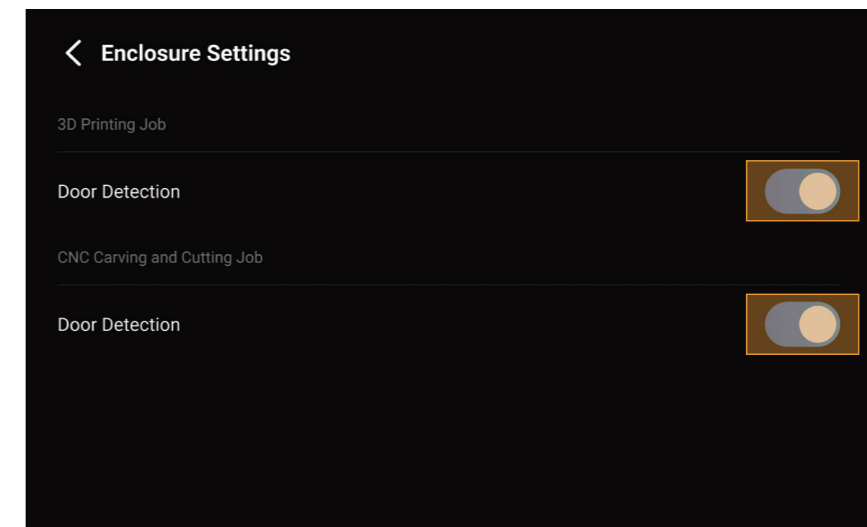 Enclosure Settings
3D Printing Job
Door Detection
CNC Carving and Cutting Job
Door Detection